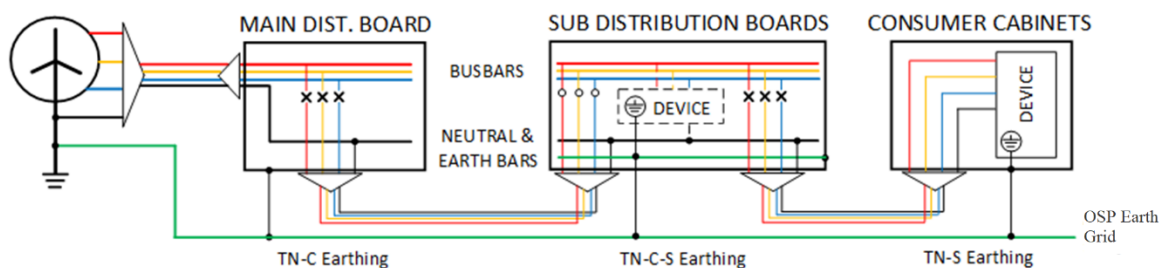 MAIN DIST. BOARD
SUB DISTRIBUTION BOARDS
CONSUMER CABINETS
BUSBARS
DEVICE
DEVICE
NEUTRAL &
EARTH BARS
OSP Earth
Grid
TN-C Earthing
TN-C-S Earthing
TN-S Earthing